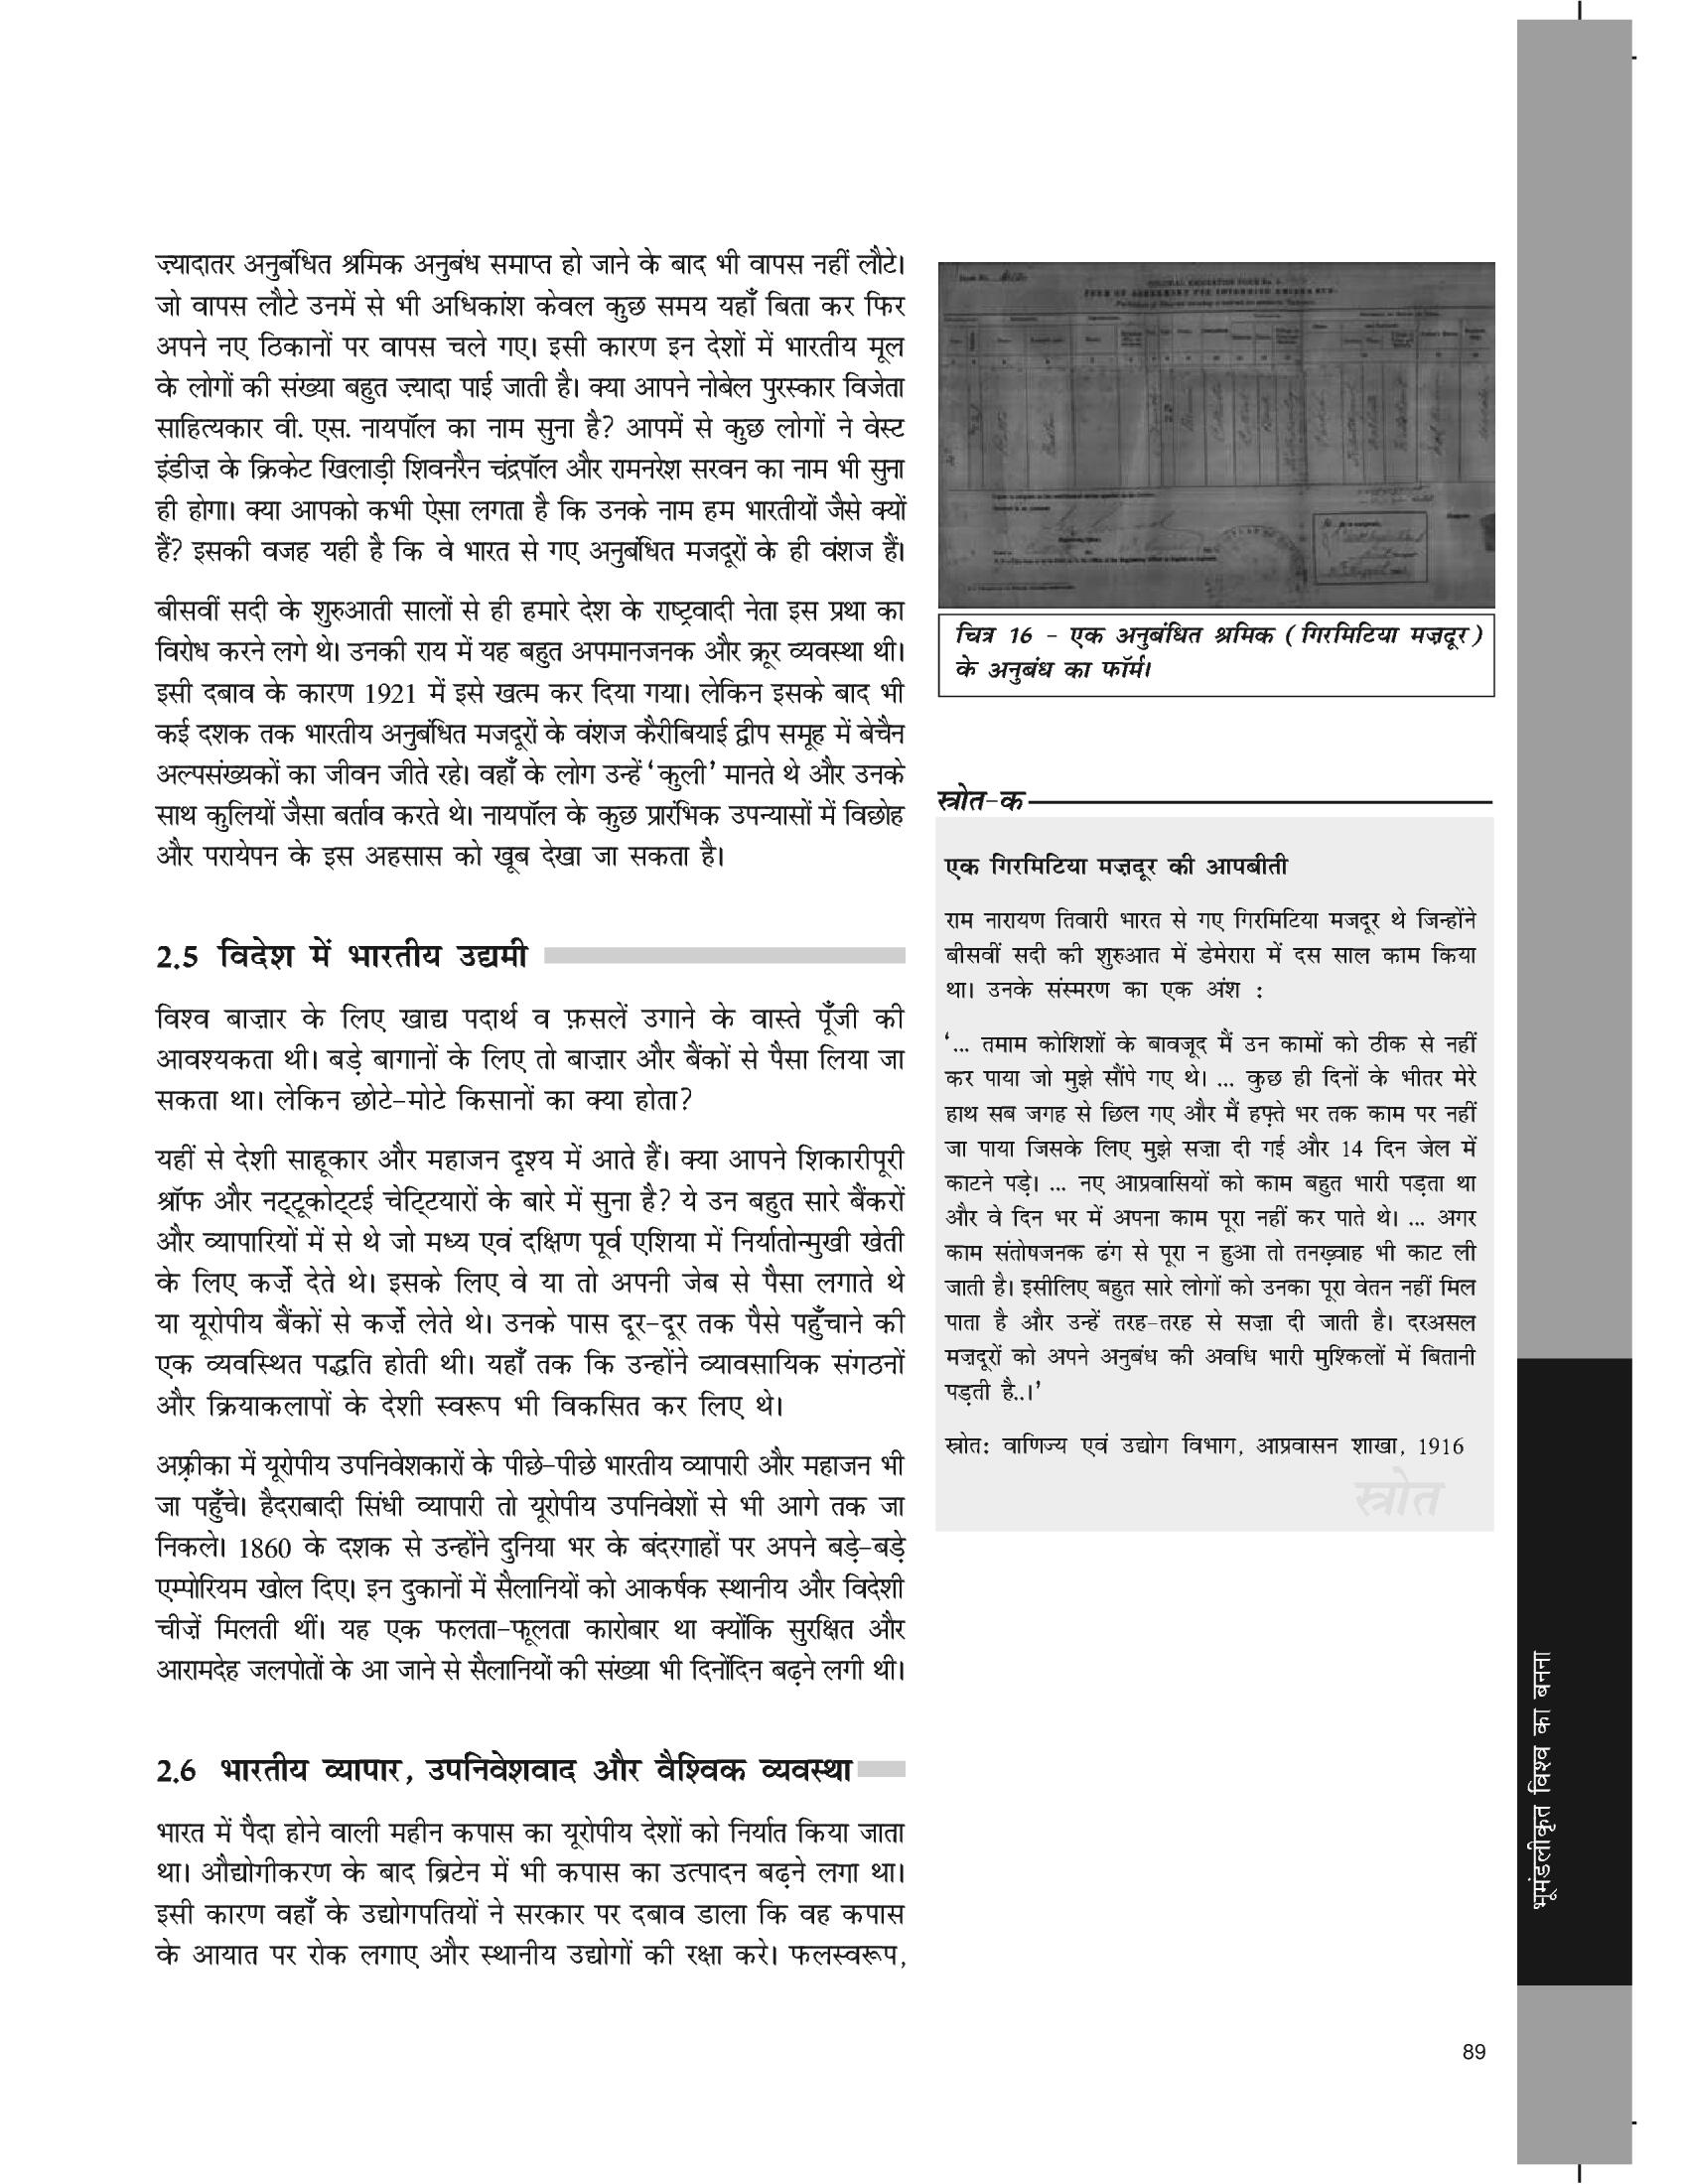 ज़्यादातर अनुबंधित श्रमिक अनुबंध समाप्त हो जाने के बाद भी वापस नहीं लौटे।
जो वापस लौटे उनमें से भी अधिकांश केवल कुछ समय यहाँ बिता कर फिर
अपने नए ठिकानों पर वापस चले गए। इसी कारण इन देशों में भारतीय मूल
के लोगों की संख्या बहुत ज़्यादा पाई जाती है। क्या आपने नोबेल पुरस्कार विजेता
साहित्यकार वी. एस. नायपॉल का नाम सुना है? आपमें से कुछ लोगों ने वेस्ट
इंडीज़ के क्रिकेट खिलाड़ी शिवनरैन चंद्रपॉल और रामनरेश सरवन का नाम भी सुना
ही होगा। क्या आपको कभी ऐसा लगता है कि उनके नाम हम भारतीयों जैसे क्यों
हैं? इसकी वजह यही है कि वे भारत से गए अनुबंधित मजदूरों के ही वंशज हैं।
बीसवीं सदी के शुरुआती सालों से ही हमारे देश के राष्ट्रवादी नेता इस प्रथा का
विरोध करने लगे थे। उनकी राय में यह बहुत अपमानजनक और क्रूर व्यवस्था थी।
इसी दबाव के कारण 1921 में इसे खत्म कर दिया गया। लेकिन इसके बाद भी
कई दशक तक भारतीय अनुबंधित मजदूरों के वंशज कैरीबियाई द्वीप समूह में बेचैन
अल्पसंख्यकों का जीवन जीते रहे। वहाँ के लोग उन्हें ‘कुली’ मानते थे और उनके
साथ कुलियों जैसा बर्ताव करते थे। नायपॉल के कुछ प्रारंभिक उपन्यासों में विछोह
और परायेपन के इस अहसास को खूब देखा जा सकता है।
2.5 विदेश में भारतीय उद्यमी
विश्व बाज़ार के लिए खाद्य पदार्थ व फ़सलें उगाने के वास्ते पूँजी की
आवश्यकता थी। बड़े बागानों के लिए तो बाज़ार और बैंकों से पैसा लिया जा
सकता था। लेकिन छोटे-मोटे किसानों का क्या होता?
यहीं से देशी साहूकार और महाजन दृश्य में आते हैं। क्या आपने शिकारीपूरी
श्रॉफ और नट्टूकोट्टई चेट्टियारों के बारे में सुना है? ये उन बहुत सारे बैंकरों
और व्यापारियों में से थे जो मध्य एवं दक्षिण पूर्व एशिया में निर्यातोन्मुखी खेती
के लिए कर्ज़े देते थे। इसके लिए वे या तो अपनी जेब से पैसा लगाते थे
या यूरोपीय बैंकों से कर्ज़े लेते थे। उनके पास दूर-दूर तक पैसे पहुँचाने की
एक व्यवस्थित पद्धति होती थी। यहाँ तक कि उन्होंने व्यावसायिक संगठनों
और क्रियाकलापों के देशी स्वरूप भी विकसित कर लिए थे।
अफ़्रीका में यूरोपीय उपनिवेशकारों के पीछे-पीछे भारतीय व्यापारी और महाजन भी
जा पहुँचे। हैदराबादी सिंधी व्यापारी तो यूरोपीय उपनिवेशों से भी आगे तक जा
निकले। 1860 के दशक से उन्होंने दुनिया भर के बंदरगाहों पर अपने बड़े-बड़े
एम्पोरियम खोल दिए। इन दुकानों में सैलानियों को आकर्षक स्थानीय और विदेशी
चीज़ें मिलती थीं। यह एक फलता-फूलता कारोबार था क्योंकि सुरक्षित और
आरामदेह जलपोतों के आ जाने से सैलानियों की संख्या भी दिनोंदिन बढ़ने लगी थी।
2.6 भारतीय व्यापार, उपनिवेशवाद और वैश्विक व्यवस्था
भारत में पैदा होने वाली महीन कपास का यूरोपीय देशों को निर्यात किया जाता
था। औद्योगीकरण के बाद ब्रिटेन में भी कपास का उत्पादन बढ़ने लगा था।
इसी कारण वहाँ के उद्योगपतियों ने सरकार पर दबाव डाला कि वह कपास
के आयात पर रोक लगाए और स्थानीय उद्योगों की रक्षा करे। फलस्वरूप,
चित्र 16 - एक अनुबंधित श्रमिक (गिरमिटिया मज़दूर)
के अनुबंध का फॉर्म।
स्त्रोत-क
एक गिरमिटिया मज़दूर की आपबीती
राम नारायण तिवारी भारत से गए गिरमिटिया मजदूर थे जिन्होंने
बीसवीं सदी की शुरुआत में डेमेरारा में दस साल काम किया
था। उनके संस्मरण का एक अंश :
‘... तमाम कोशिशों के बावजूद मैं उन कामों को ठीक से नहीं
कर पाया जो मुझे सौंपे गए थे। ... कुछ ही दिनों के भीतर मेरे
हाथ सब जगह से छिल गए और मैं हफ़्ते भर तक काम पर नहीं
जा पाया जिसके लिए मुझे सज़ा दी गई और 14 दिन जेल में
काटने पड़े। ... नए आप्रवासियों को काम बहुत भारी पड़ता था
और वे दिन भर में अपना काम पूरा नहीं कर पाते थे। ... अगर
काम संतोषजनक ढंग से पूरा न हुआ तो तनख़्वाह भी काट ली
जाती है। इसीलिए बहुत सारे लोगों को उनका पूरा वेतन नहीं मिल
पाता है और उन्हें तरह-तरह से सज़ा दी जाती है। दरअसल
मज़दूरों को अपने अनुबंध की अवधि भारी मुश्किलों में बितानी
पड़ती है..।’
स्त्रोत: वाणिज्य एवं उद्योग विभाग, आप्रवासन शाखा, 1916
स्त्रोत
भूमंडलीकृत विश्व का बनना
89